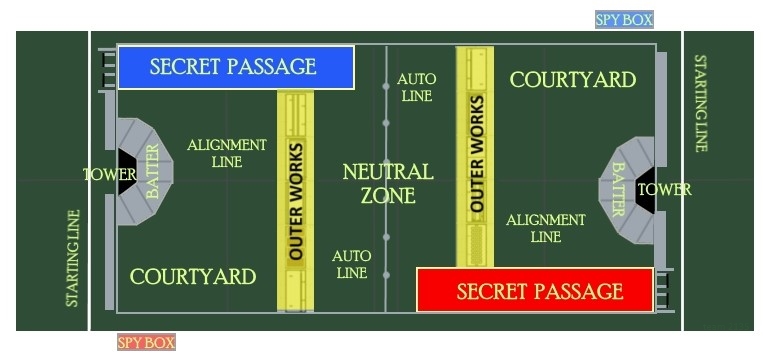 SPY BOX
SECRET PASSAGE
COURTYARD
STARTING LINE
AUTO
LINE
OUTER WORKS
ALIGNMENT
LINE
OUTER WORKS
NEUTRAL
ZONE
TOWER
BATTER
BATTER
TOWER
ALIGNMENT
LINE
STARTING LINE
AUTO
LINE
COURTYARD
SECRET PASSAGE
SPY BOX